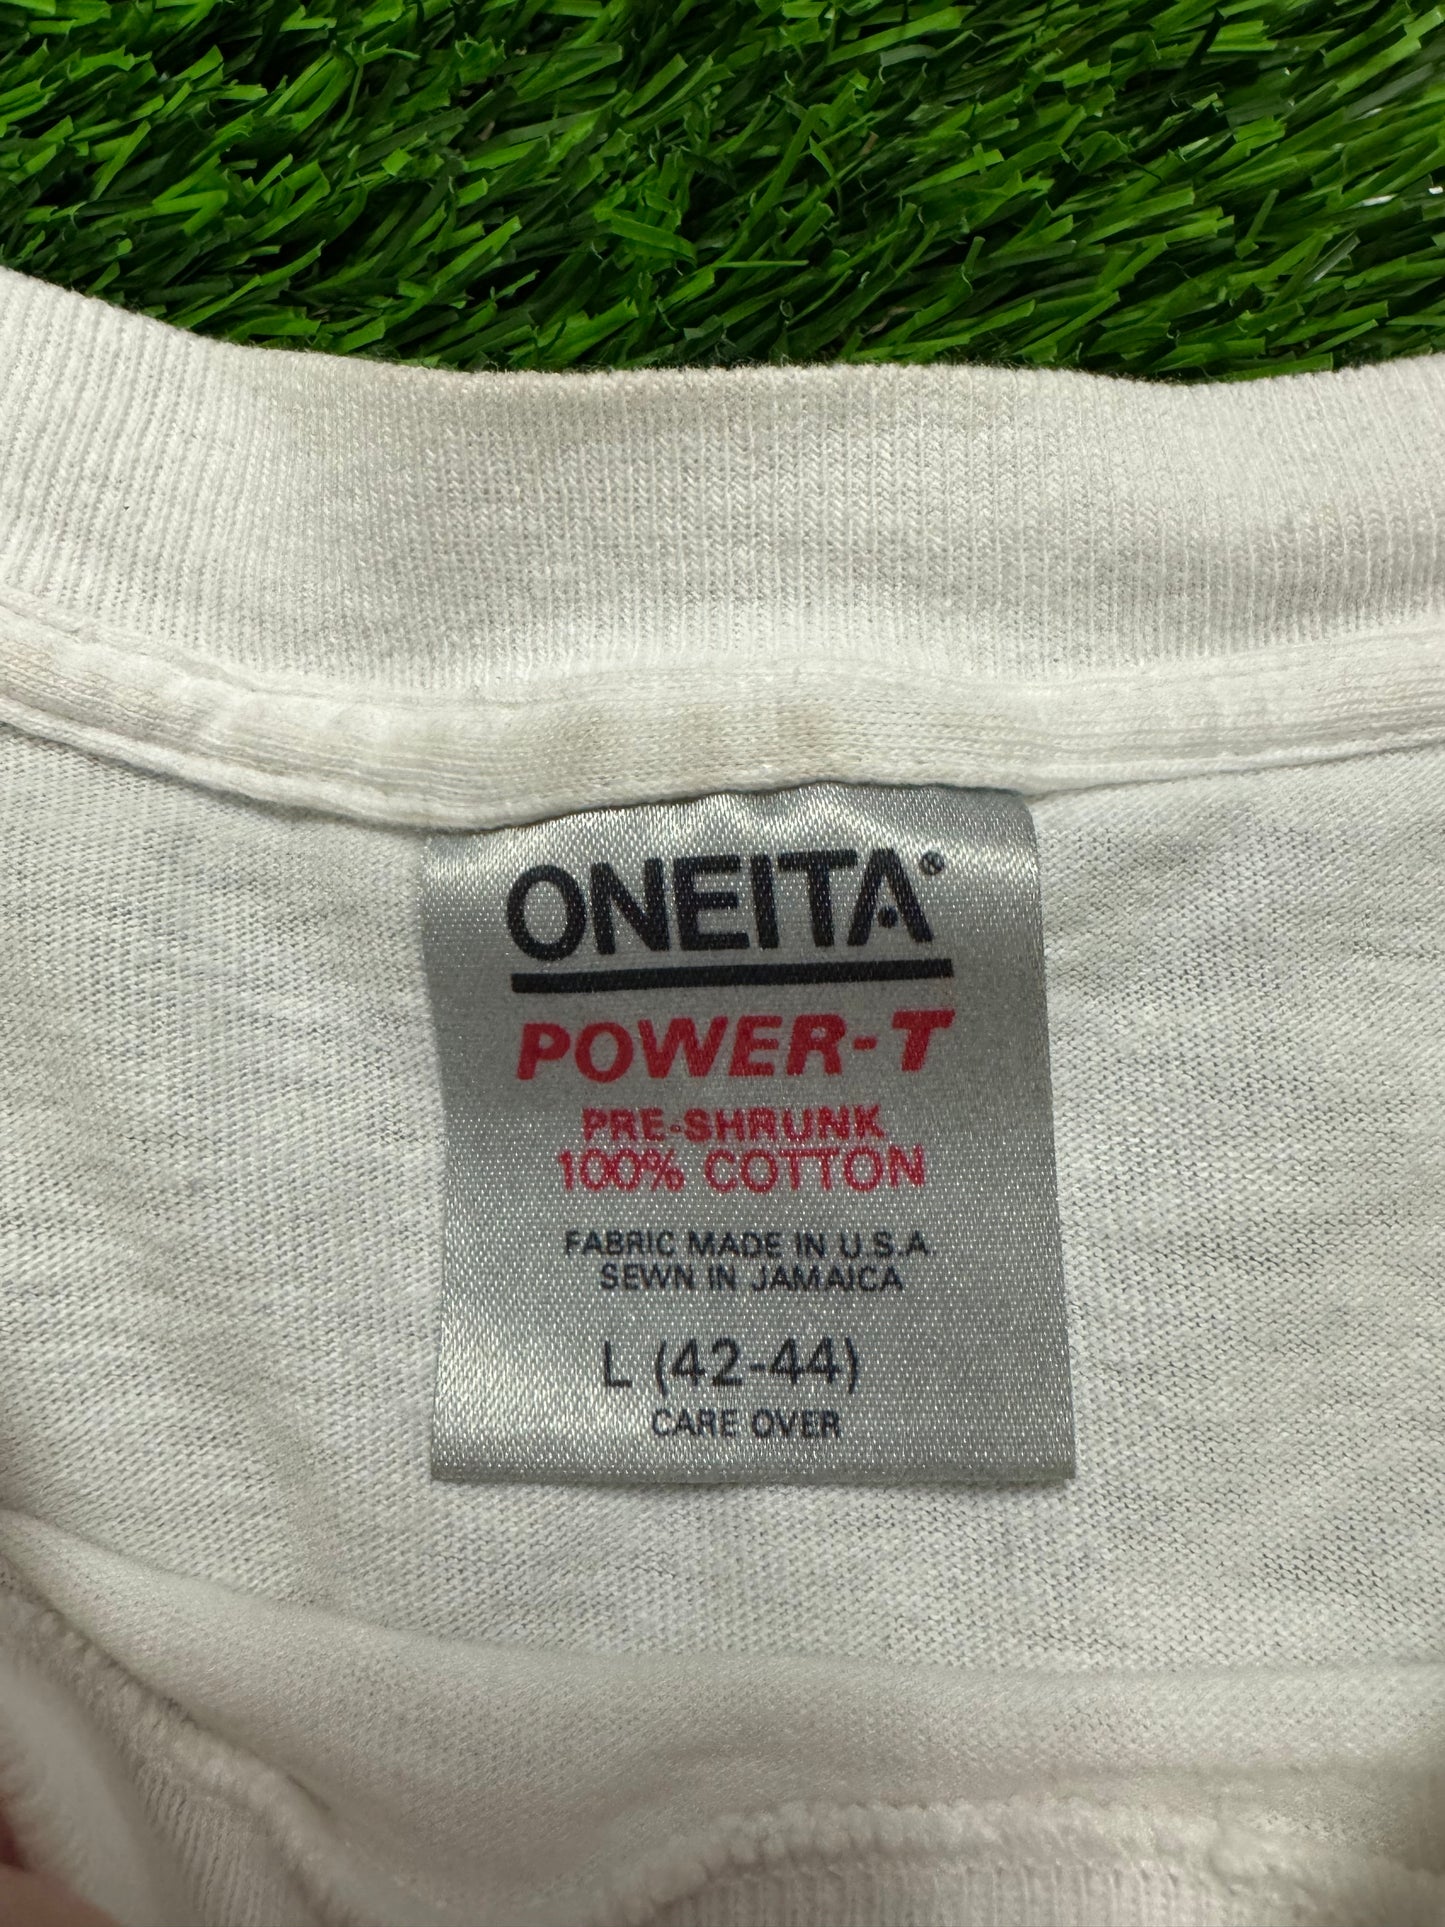 ONEITA®
POWER-T
PRE-SHRUNK
100% COTTON
FABRIC MADE IN U.S.A
SEWN IN JAMAICA
L (42-44)
CARE OVER